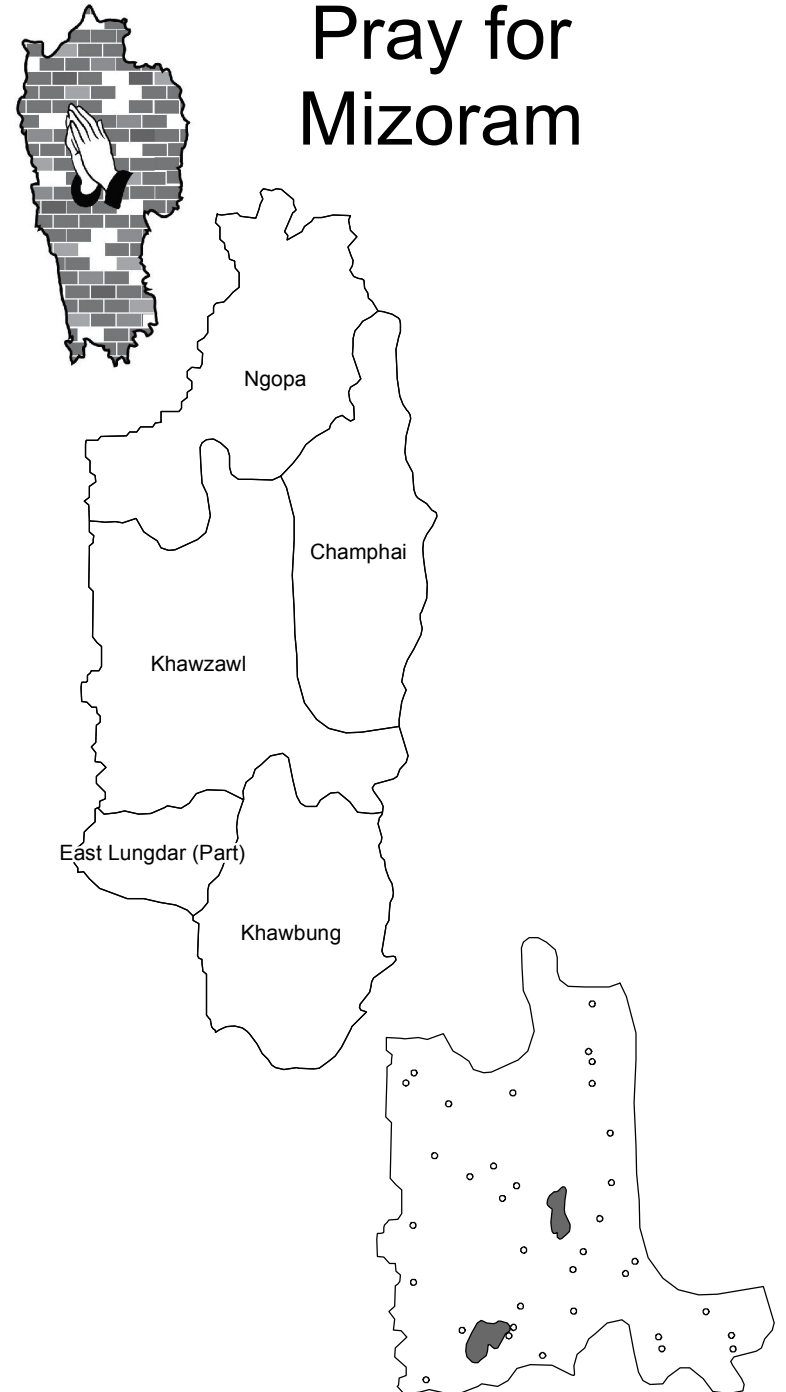 Pray for
Mizoram
Ngopa
Champhai
Khawzawl
East Lungdar (Part)
Khawbung